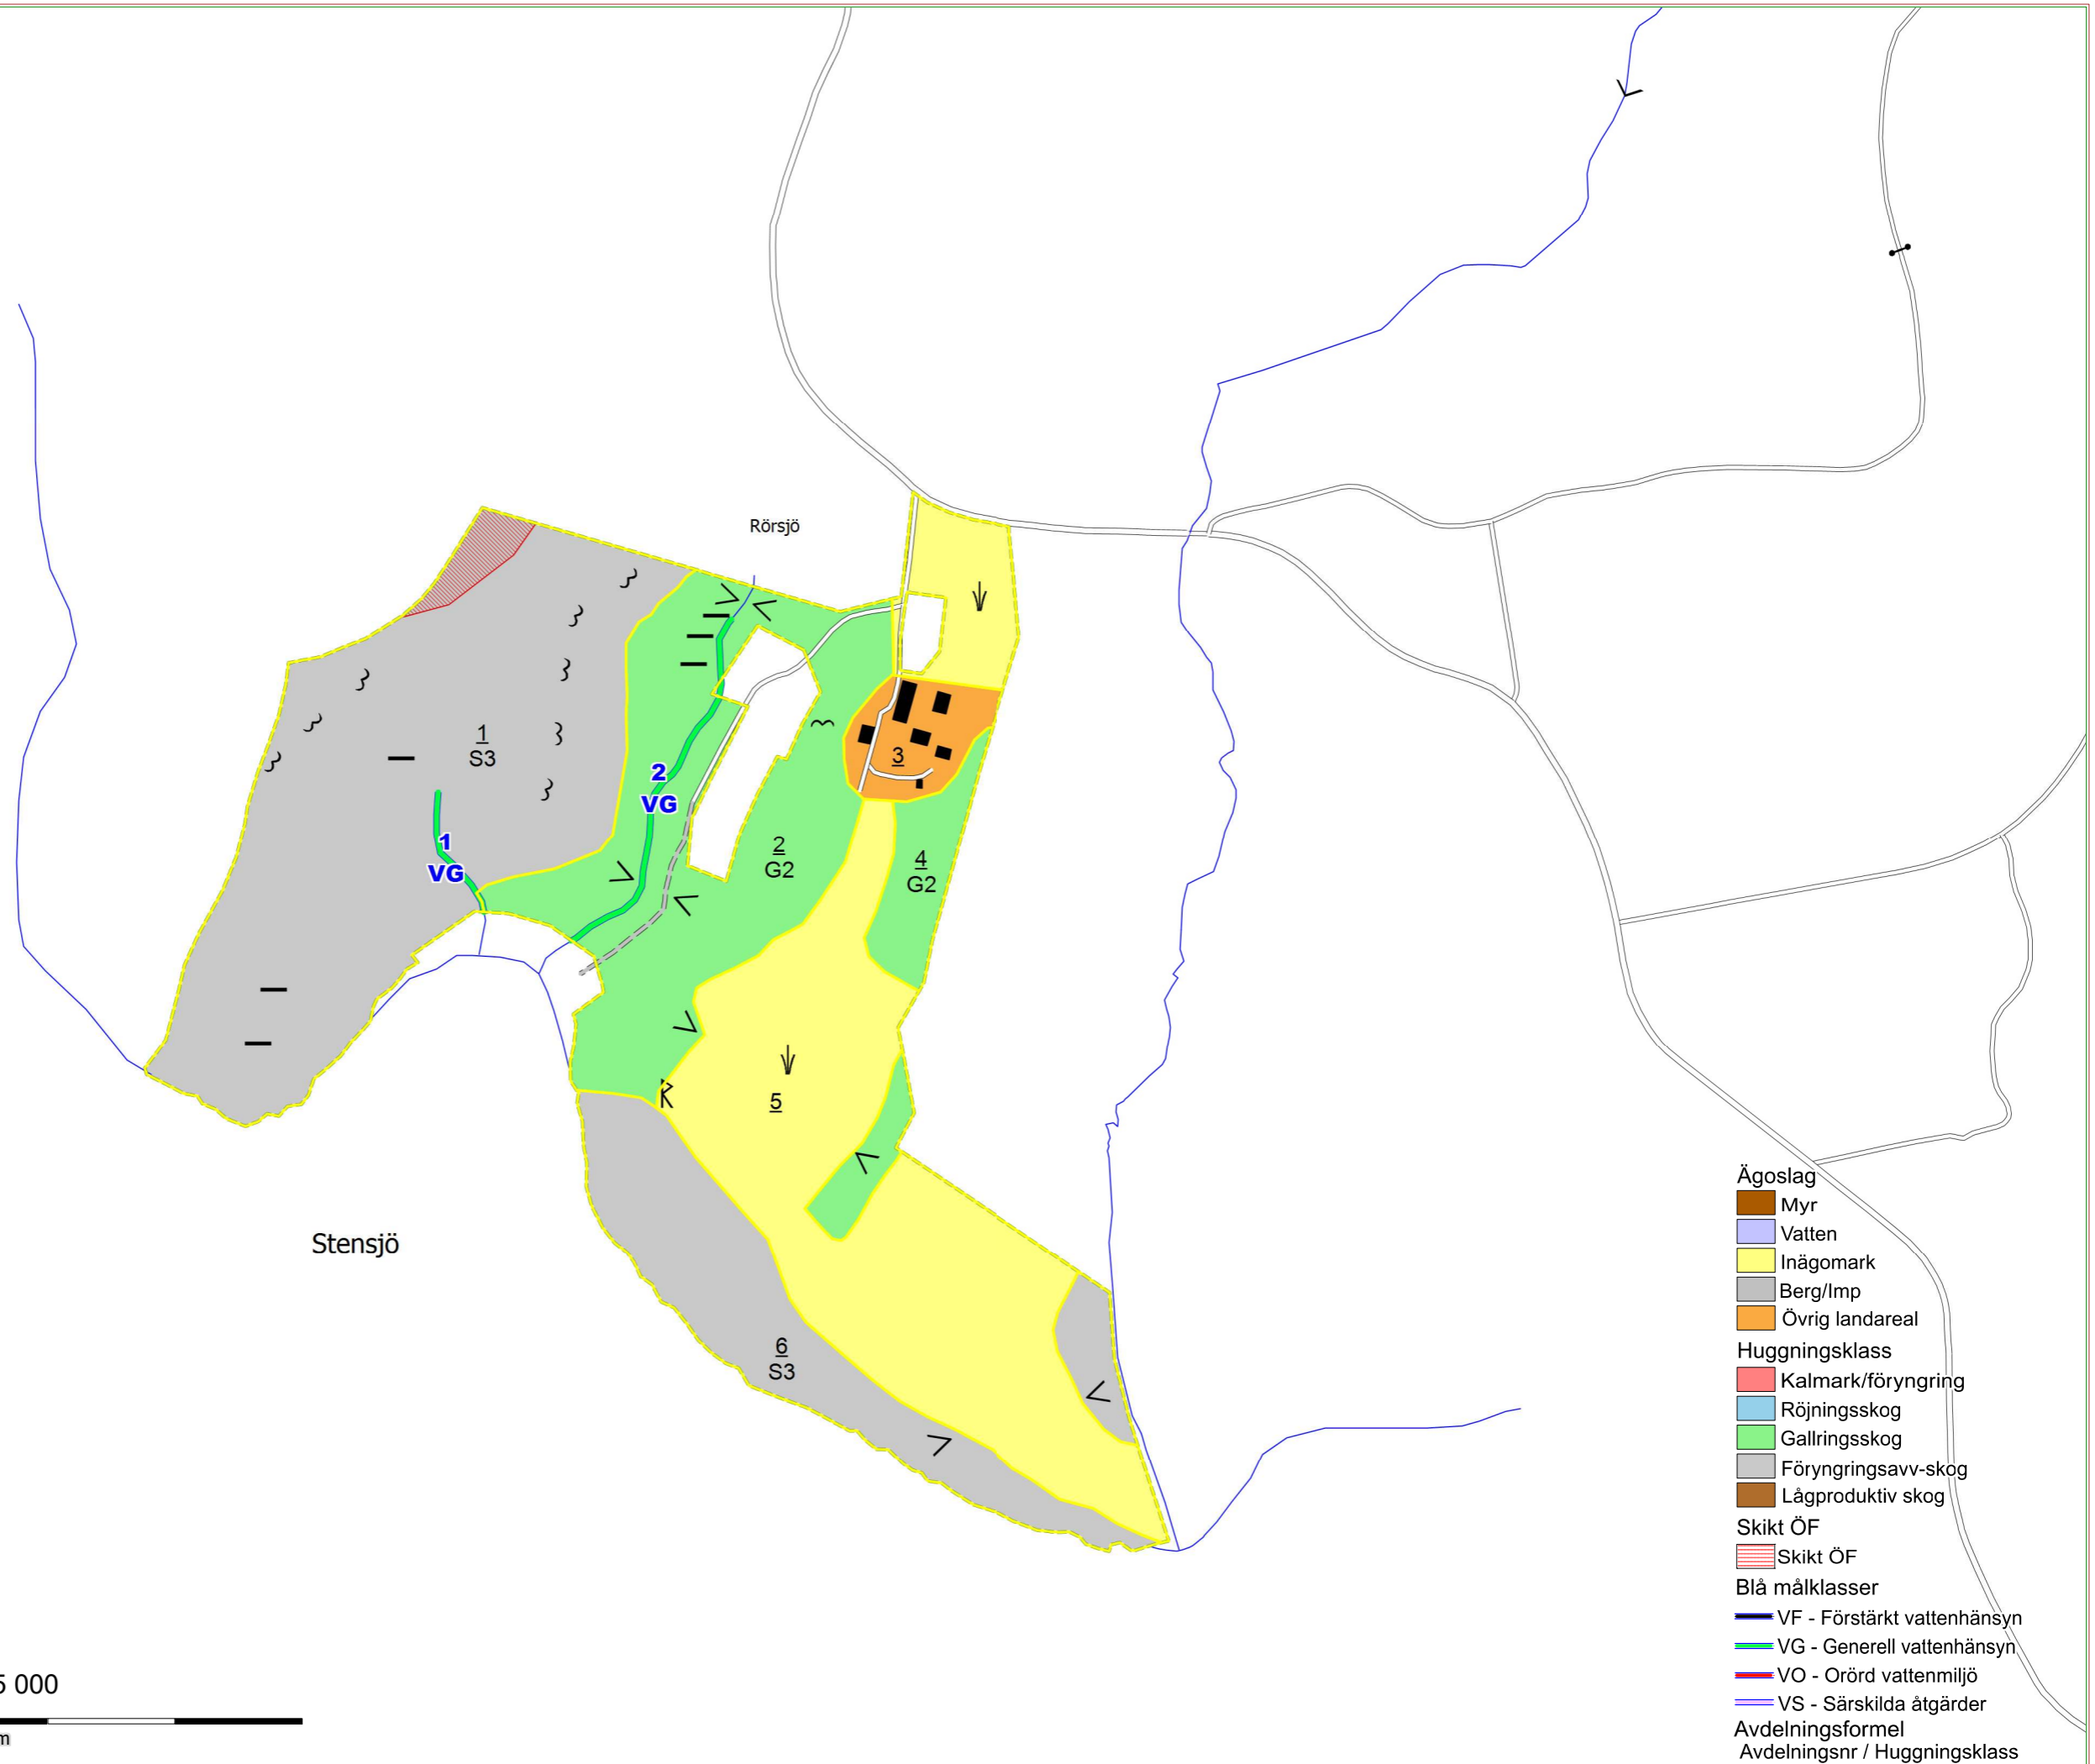 Rörsjö
1
S3
2
VG
3
1
VG
2
G2
4
G2
5
Stensjö
6
S3
5 000
m
Ägoslag
Myr
Vatten
Inägomark
Berg/Imp
Övrig landareal
Huggningsklass
Kalmark/föryngring
Röjningsskog
Gallringsskog
Föryngringsavv-skog
Lågproduktiv skog
Skikt ÖF
Skikt ÖF
Blå målklasser
VF - Förstärkt vattenhänsyn
VG - Generell vattenhänsyn
VO - Orörd vattenmiljö
VS - Särskilda åtgärder
Avdelningsformel
Avdelningsnr / Huggningsklass